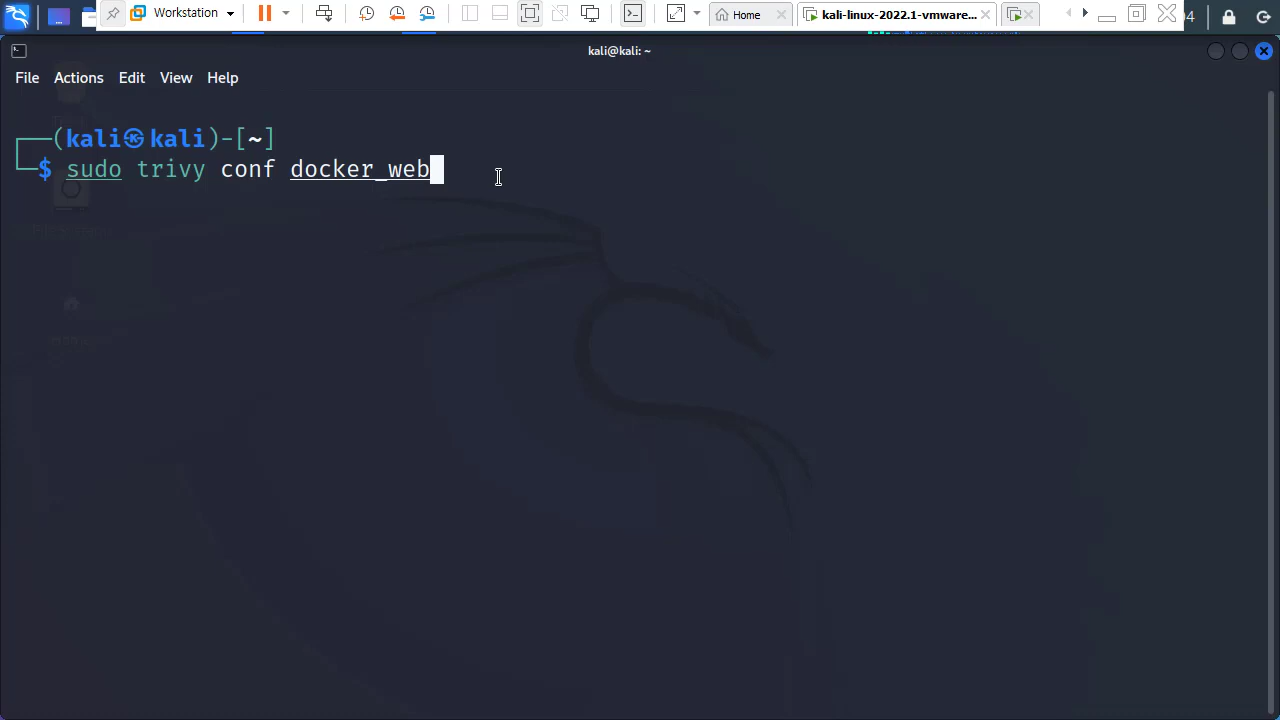 Workstation
Home
kali-linux-2022.1-vmware...
kali@kali: ~
File Actions Edit View Help
┌──(kali㉿kali)-[~]
└─$ sudo trivy conf docker_web